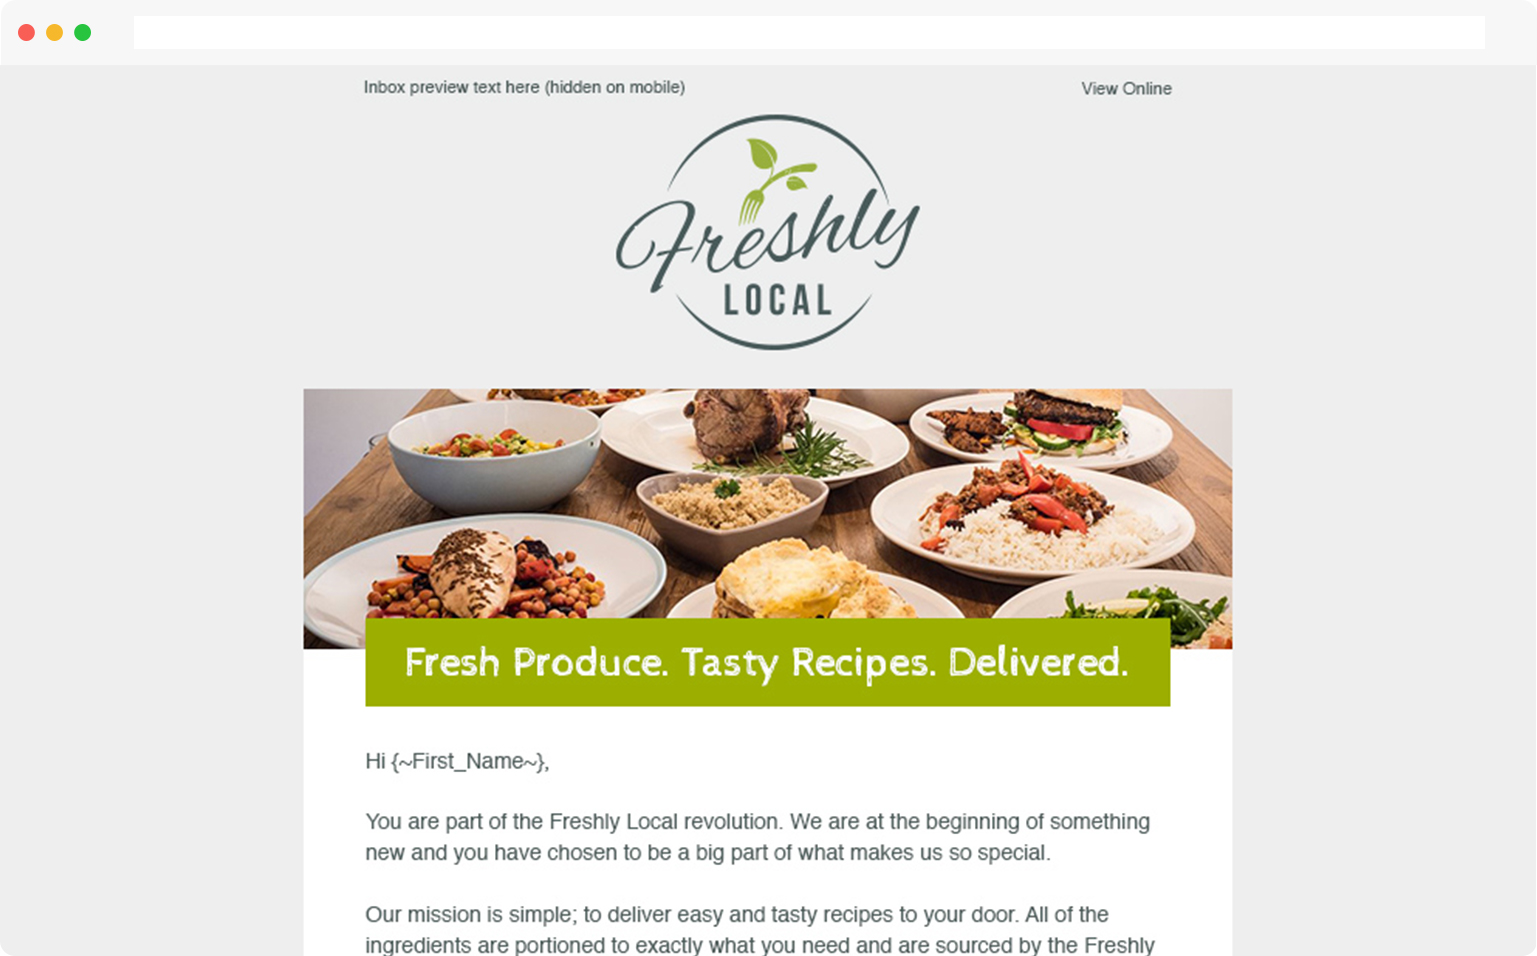 Inbox preview text here (hidden on mobile)
View Online
Freshly
LOCAL
Fresh Produce. Tasty Recipes. Delivered.
Hi {~First_Name~},
You are part of the Freshly Local revolution. We are at the beginning of something
new and you have chosen to be a big part of what makes us so special.
Our mission is simple; to deliver easy and tasty recipes to your door. All of the
ingredients are portioned to exactly what you need and are sourced by the Freshly